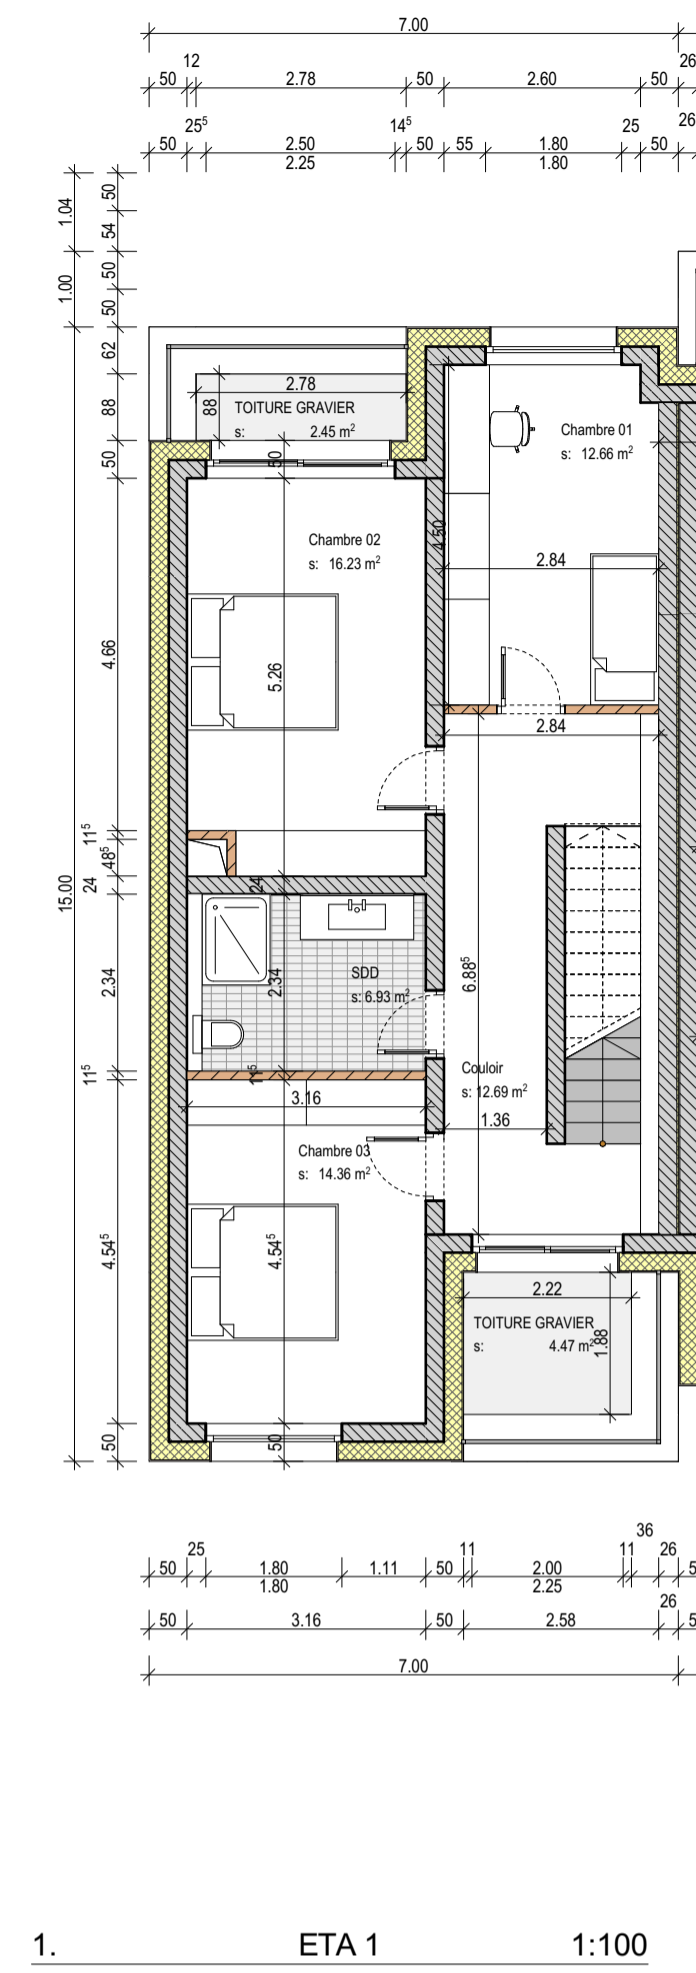 7.00
12
26
50 2.78 50 2.60 50
25⁵ 14⁵ 25 26
50 2.50 50 55 1.80 50
2.25 1.80
1.04
50
54
1.00
50
50
62
88
50
4.66
11⁵
48⁵
24
15.00
2.34
11⁵
4.54⁵
50
2.78
88
TOITURE GRAVIER
s: 2.45 m²
50
Chambre 01
s: 12.66 m²
4.50
2.84
Chambre 02
s: 16.23 m²
5.26
2.84
24
SDD
s: 6.93 m²
2.34
6.88⁵
11⁵
3.16
Couloir
s: 12.69 m²
1.36
Chambre 03
s: 14.36 m²
4.54⁵
2.22
TOITURE GRAVIER
s: 4.47 m²
1.88
50
36
25 11 11
50 1.80 1.11 50 2.00 26 5
1.80 2.25
26
50 3.16 50 2.58 5
7.00
1. ETA 1 1:100